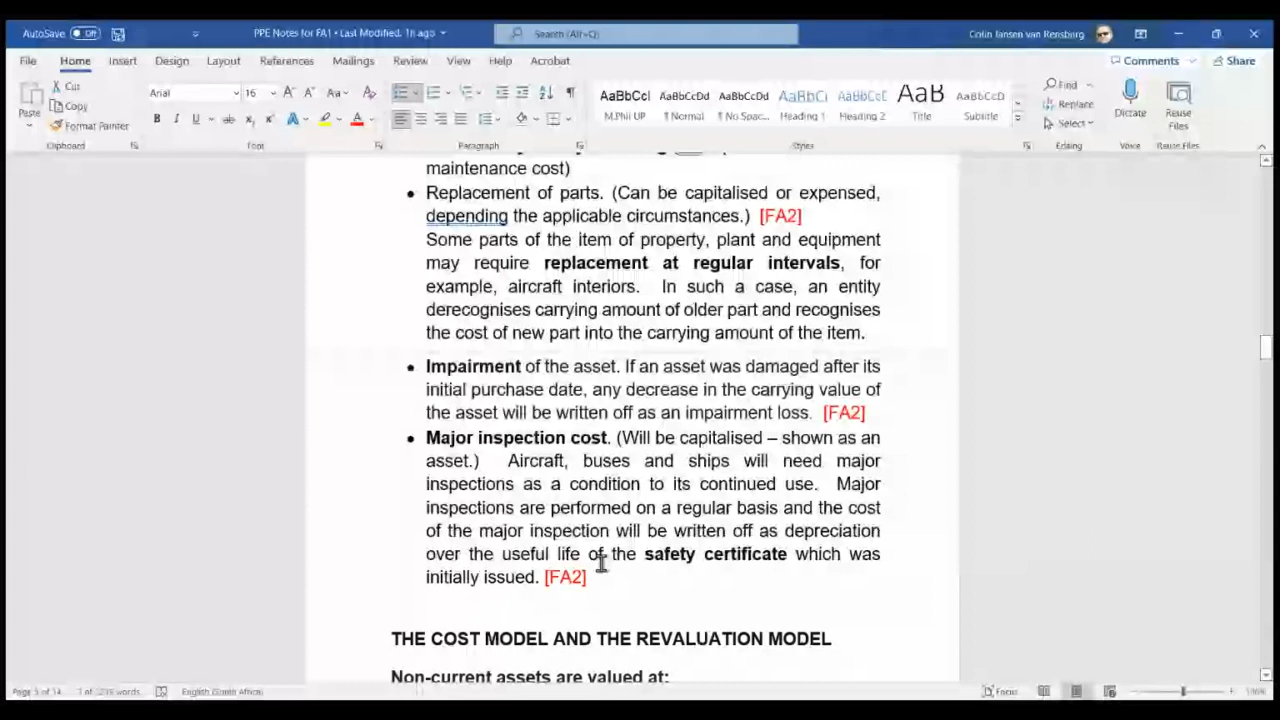 AutoSave Off PPE Notes for FA1 • Last Modified: 1h ago Search (Alt+Q) Colin Jansen van Rensburg
File Home Insert Design Layout References Mailings Review View Help Acrobat Comments Share
Paste Cut Copy Format Painter Clipboard
Arial 16 Font
Paragraph
AaBbCcI M.Phil UP AaBbCcDd ¶ Normal AaBbCcDd ¶ No Spac... AaBbC Heading 1 AaBbCcD Heading 2 AaB Title AaBbCcD Subtitle Styles
Find Replace Select Editing
Dictate Voice
Reuse Files Reuse Files
maintenance cost)
• Replacement of parts. (Can be capitalised or expensed,
depending the applicable circumstances.) [FA2]
Some parts of the item of property, plant and equipment
may require replacement at regular intervals, for
example, aircraft interiors. In such a case, an entity
derecognises carrying amount of older part and recognises
the cost of new part into the carrying amount of the item.
• Impairment of the asset. If an asset was damaged after its
initial purchase date, any decrease in the carrying value of
the asset will be written off as an impairment loss. [FA2]
• Major inspection cost. (Will be capitalised – shown as an
asset.) Aircraft, buses and ships will need major
inspections as a condition to its continued use. Major
inspections are performed on a regular basis and the cost
of the major inspection will be written off as depreciation
over the useful life of the safety certificate which was
initially issued. [FA2]
THE COST MODEL AND THE REVALUATION MODEL
Non-current assets are valued at:
Page 5 of 14 words English (South Africa) Focus